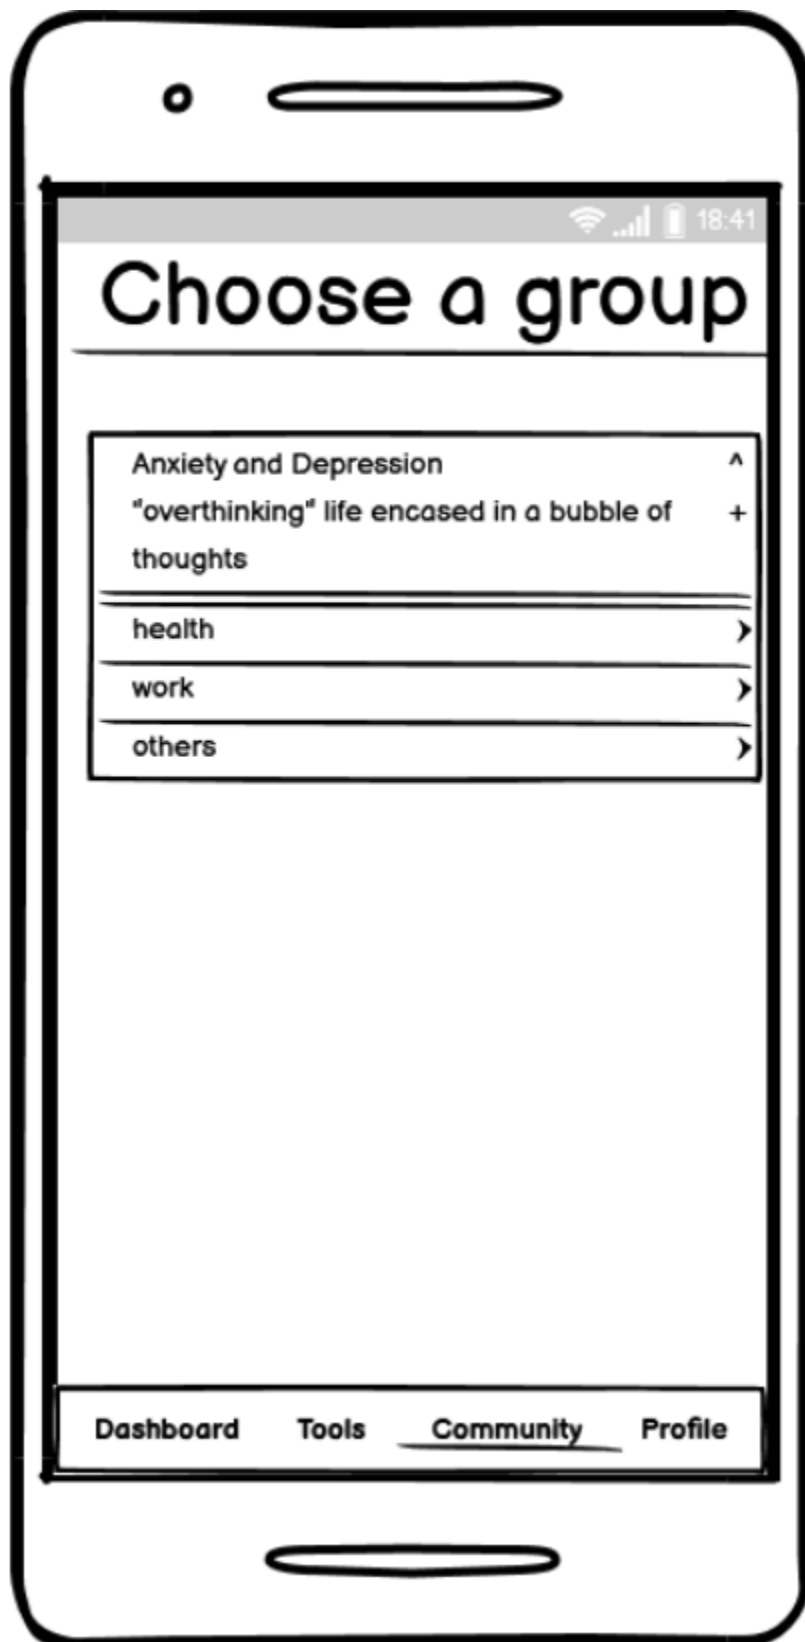 18:41
Choose a group
Anxiety and Depression ^
"overthinking" life encased in a bubble of +
thoughts
health
work
others
Dashboard Tools Community Profile